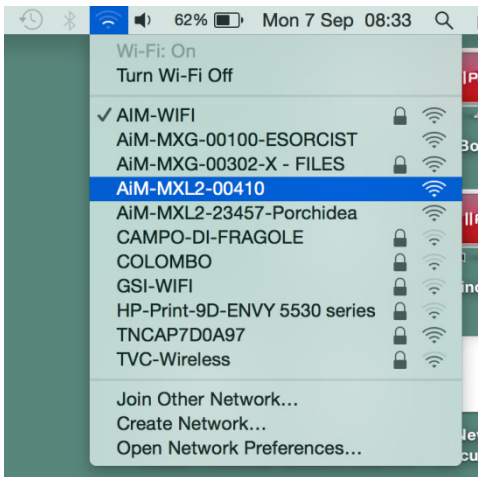 62% Mon 7 Sep 08:33
Wi-Fi: On
Turn Wi-Fi Off
AIM-WIFI
AiM-MXG-00100-ESORCIST
AiM-MXG-00302-X - FILES
AiM-MXL2-00410
AiM-MXL2-23457-Porchidea
CAMPO-DI-FRAGOLE
COLOMBO
GSI-WIFI
HP-Print-9D-ENVY 5530 series
TNCAP7D0A97
TVC-Wireless
Join Other Network...
Create Network...
Open Network Preferences...